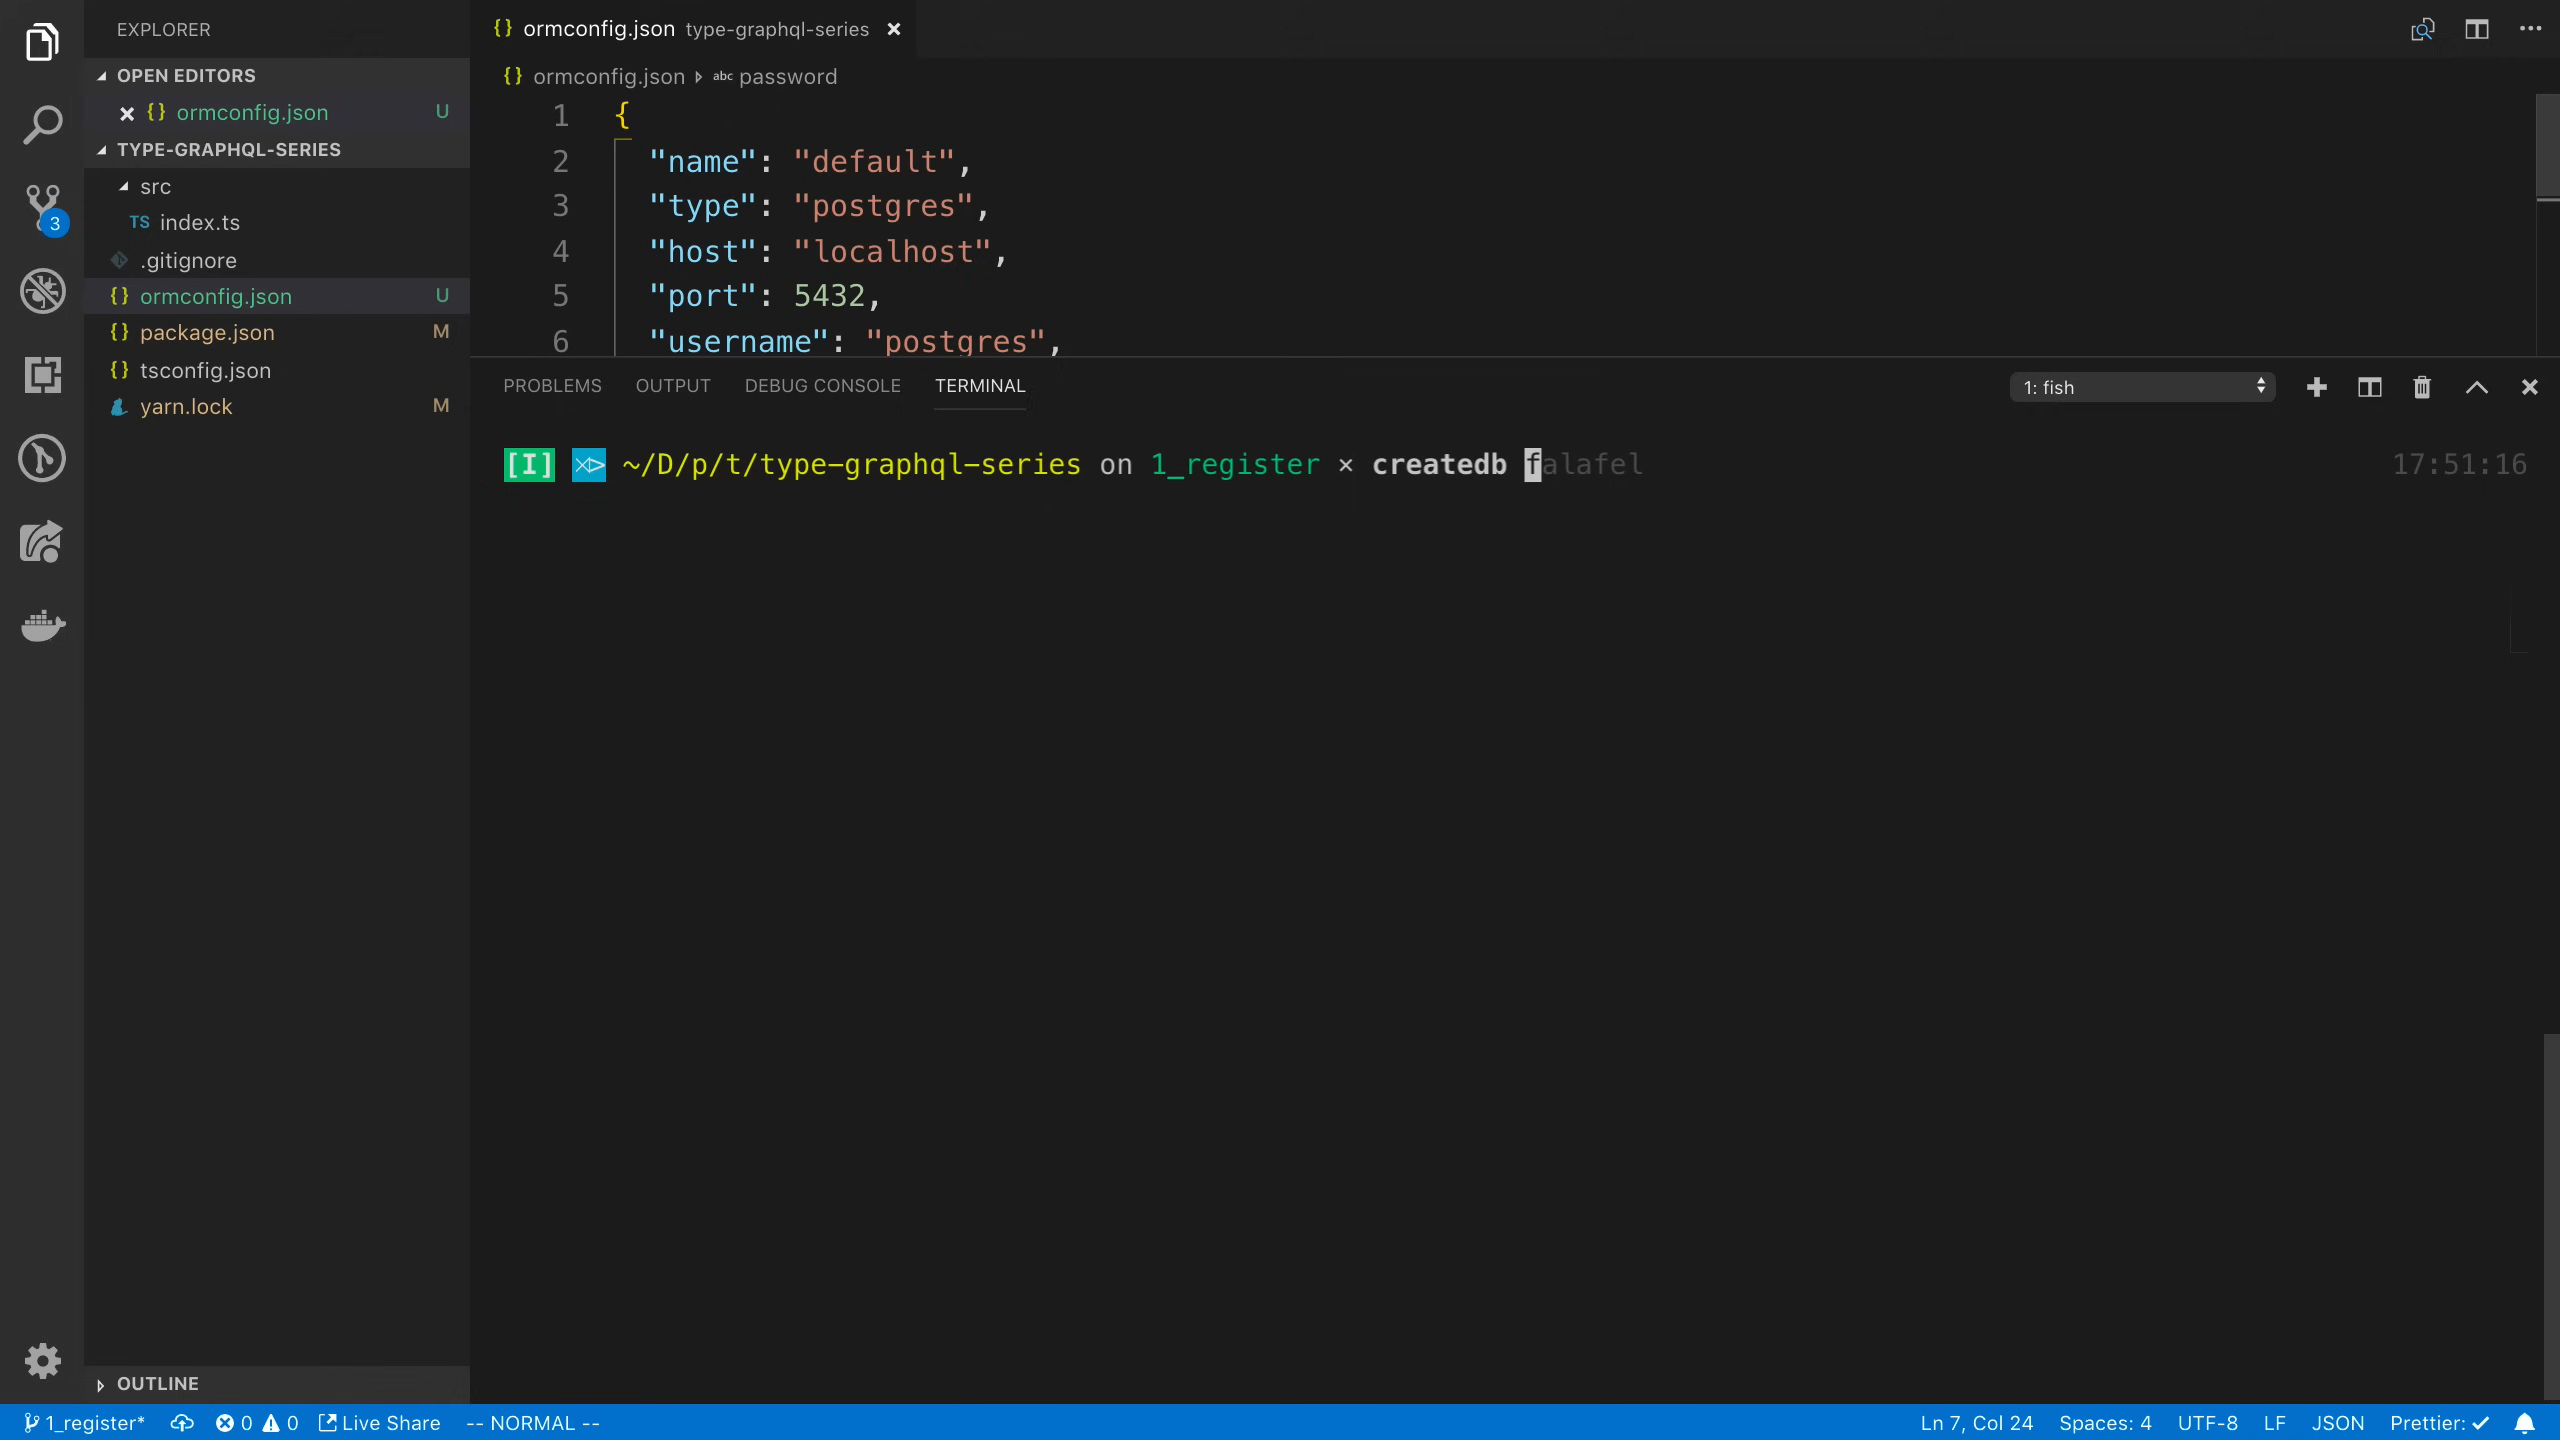 EXPLORER
OPEN EDITORS
{} ormconfig.json U
TYPE-GRAPHQL-SERIES
src
TS index.ts
.gitignore
{} ormconfig.json U
{} package.json M
{} tsconfig.json
yarn.lock M
OUTLINE
3
{} ormconfig.json type-graphql-series
{} ormconfig.json abc password
1 {
2 "name": "default",
3 "type": "postgres",
4 "host": "localhost",
5 "port": 5432,
6 "username": "postgres",
PROBLEMS OUTPUT DEBUG CONSOLE TERMINAL 1: fish
[I] ~/D/p/t/type-graphql-series on 1_register × createdb falafel 17:51:16
1_register* 0 0 Live Share -- NORMAL -- Ln 7, Col 24 Spaces: 4 UTF-8 LF JSON Prettier: ✓